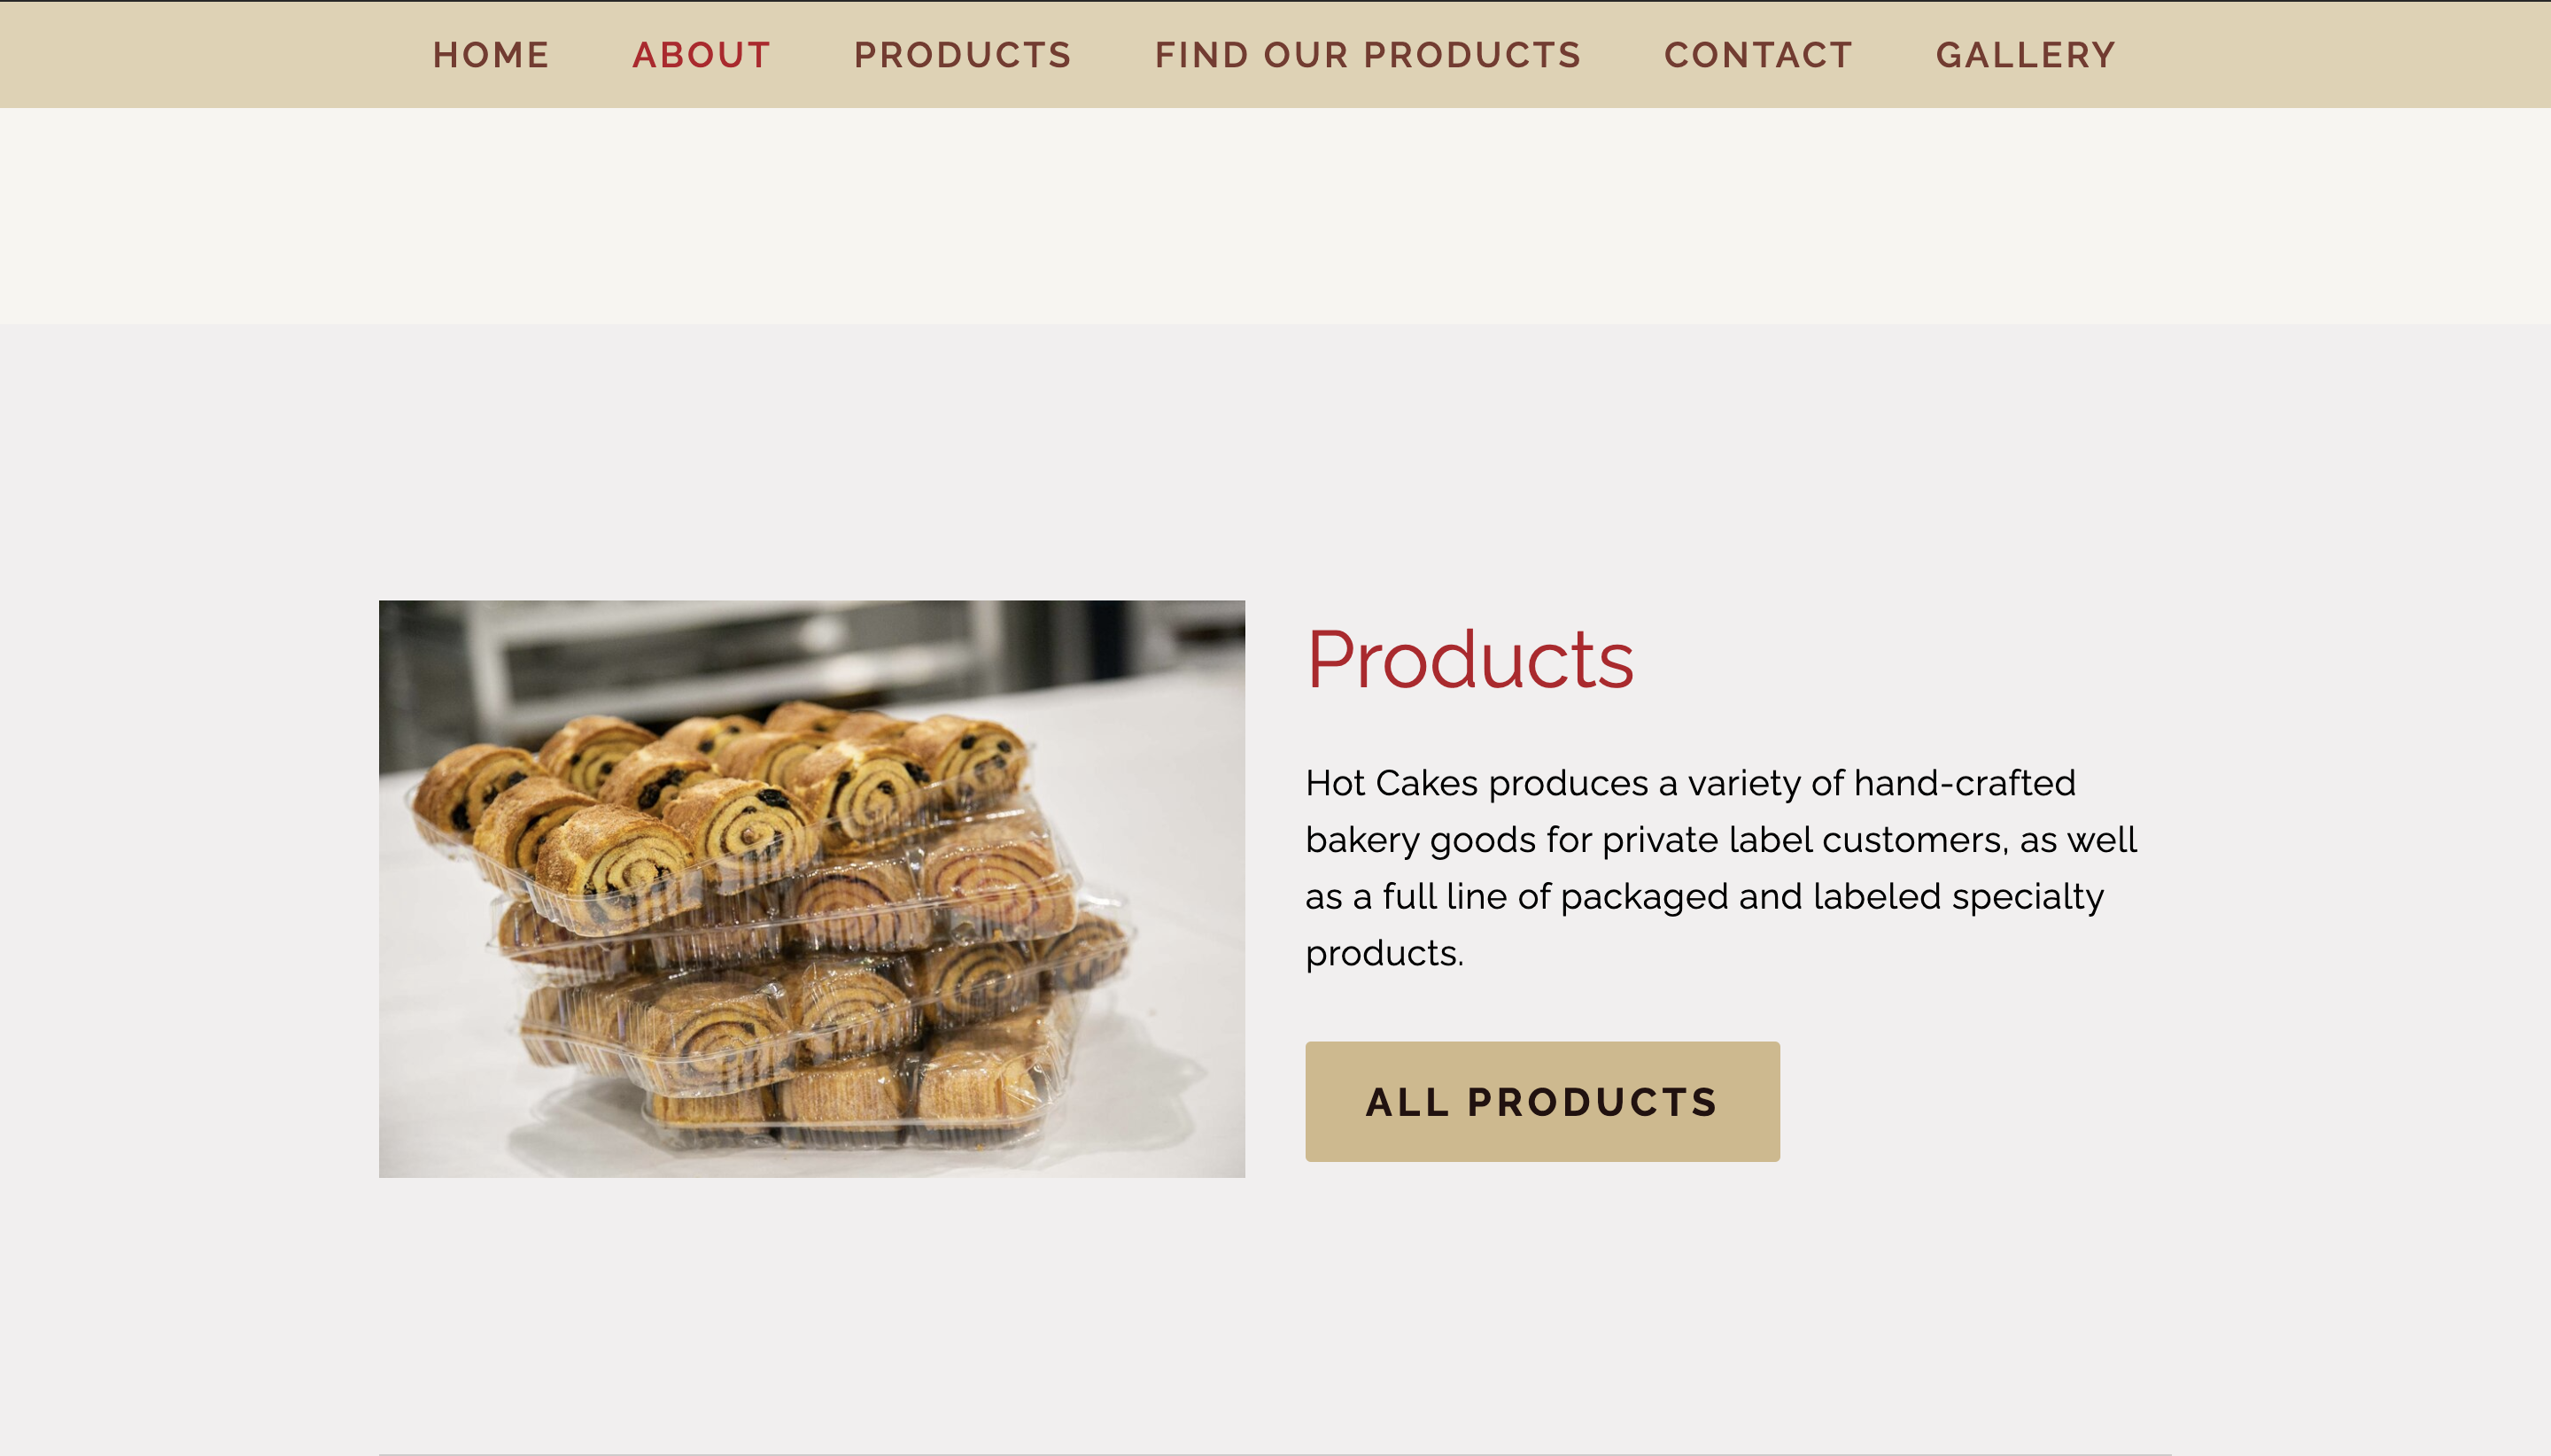 HOME ABOUT PRODUCTS FIND OUR PRODUCTS CONTACT GALLERY
Products
Hot Cakes produces a variety of hand-crafted
bakery goods for private label customers, as well
as a full line of packaged and labeled specialty
products.
ALL PRODUCTS